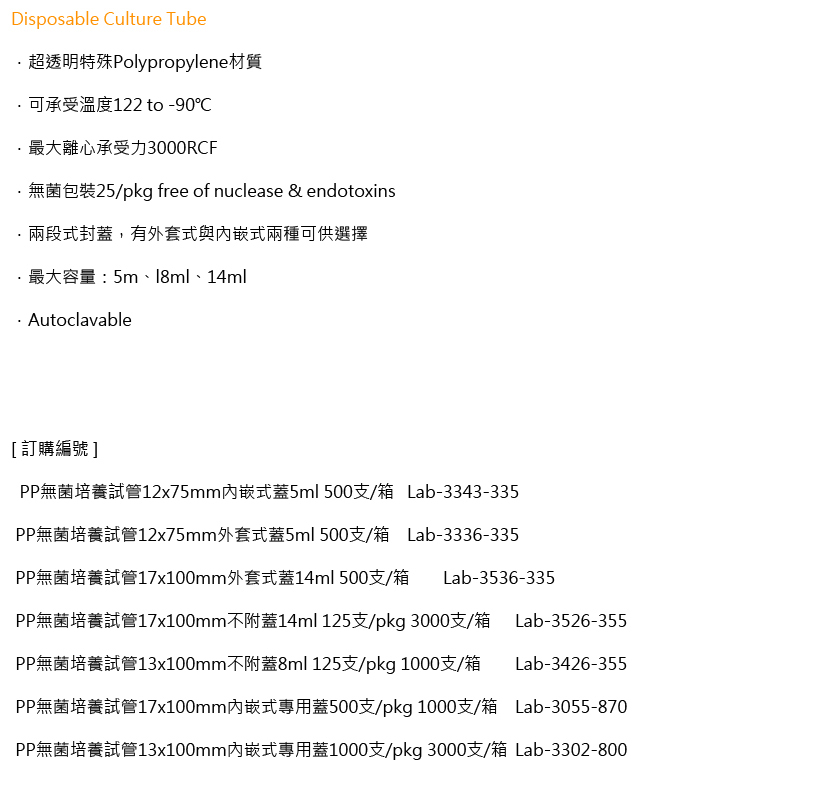 Disposable Culture Tube
．超透明特殊Polypropylene材質
．可承受溫度122 to -90℃
．最大離心承受力3000RCF
．無菌包裝25/pkg free of nuclease & endotoxins
．兩段式封蓋，有外套式與內嵌式兩種可供選擇
．最大容量：5m、l8ml、14ml
．Autoclavable
[ 訂購編號 ]
PP無菌培養試管12x75mm內嵌式蓋5ml 500支/箱 Lab-3343-335
PP無菌培養試管12x75mm外套式蓋5ml 500支/箱 Lab-3336-335
PP無菌培養試管17x100mm外套式蓋14ml 500支/箱 Lab-3536-335
PP無菌培養試管17x100mm不附蓋14ml 125支/pkg 3000支/箱 Lab-3526-355
PP無菌培養試管13x100mm不附蓋8ml 125支/pkg 1000支/箱 Lab-3426-355
PP無菌培養試管17x100mm內嵌式專用蓋500支/pkg 1000支/箱 Lab-3055-870
PP無菌培養試管13x100mm內嵌式專用蓋1000支/pkg 3000支/箱 Lab-3302-800